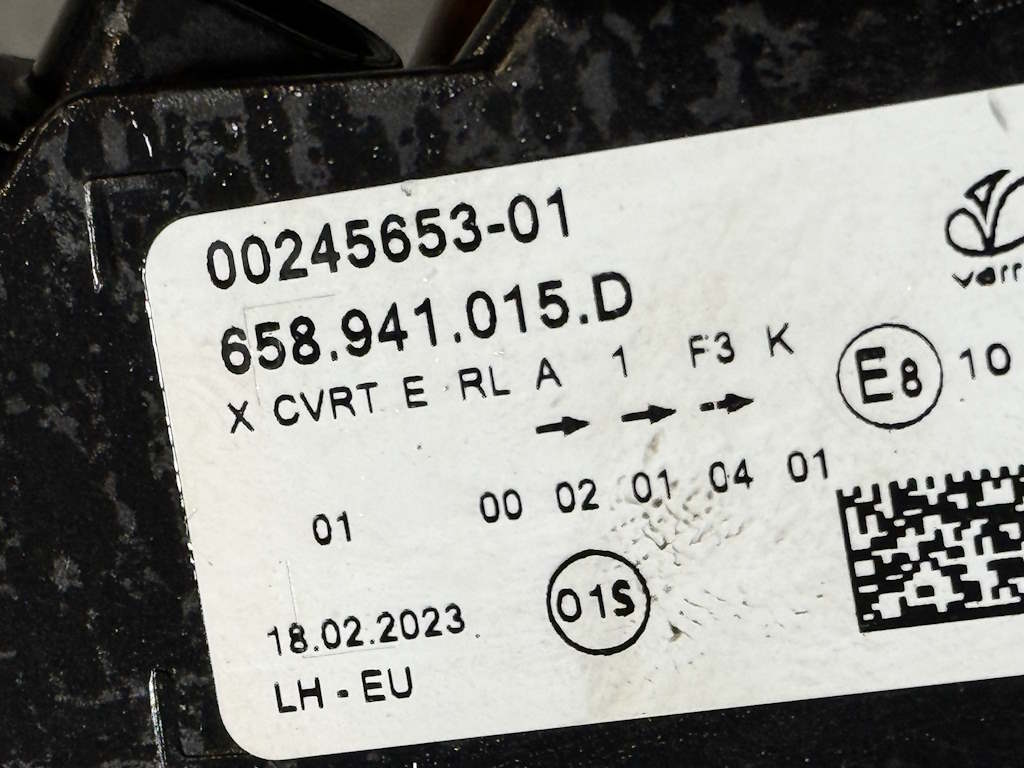 00245653-01
658.941.015.D
X CVRT E RL A 1 F3 K
E8 10
01 00 02 01 04 01
01S
18.02.2023
LH - EU